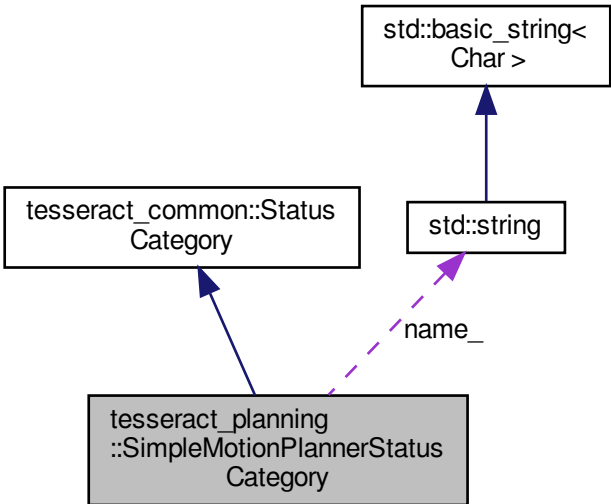 std::basic_string<
Char >
tesseract_common::Status
Category
std::string
name_
tesseract_planning
::SimpleMotionPlannerStatus
Category